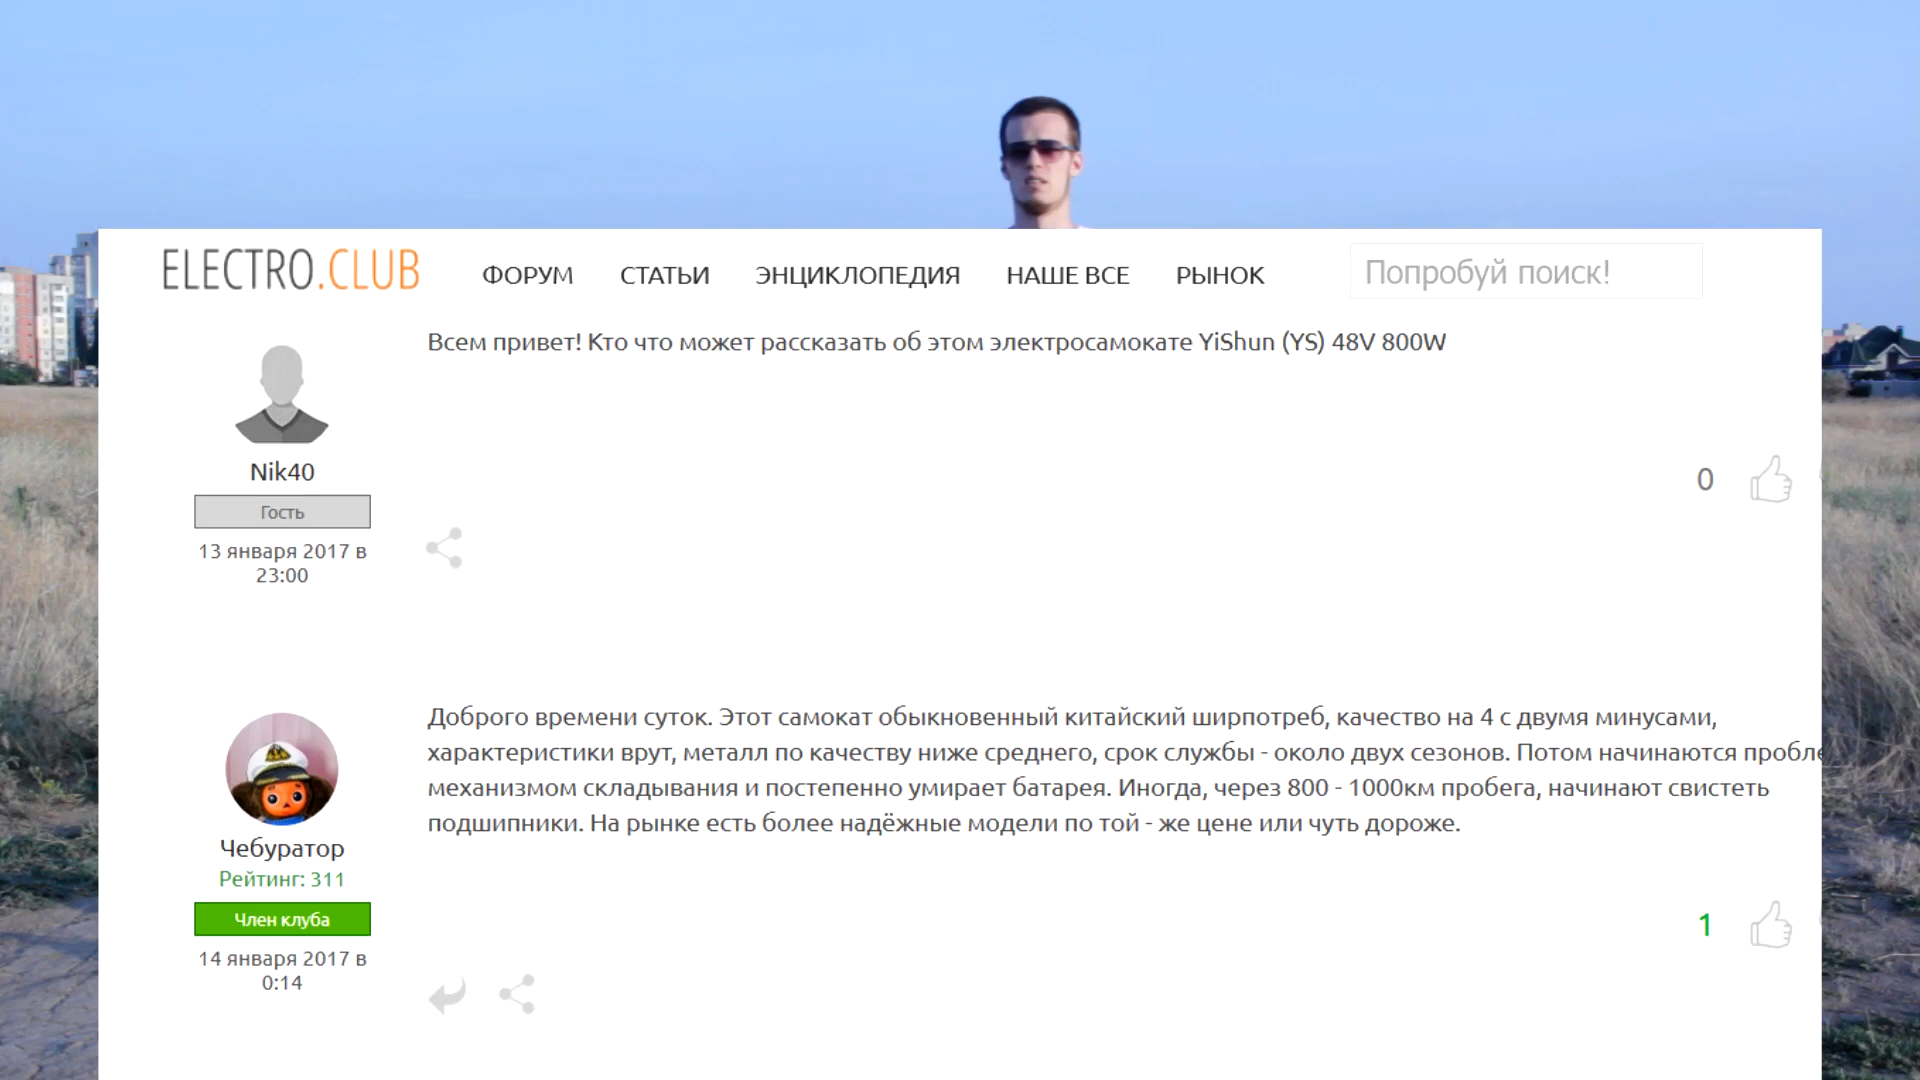 ELECTRO.CLUB ФОРУМ СТАТЬИ ЭНЦИКЛОПЕДИЯ НАШЕ ВСЕ РЫНОК Попробуй поиск!
Всем привет! Кто что может рассказать об этом электросамокате YiShun (YS) 48V 800W
Nik40
0
Гость
13 января 2017 в
23:00
Доброго времени суток. Этот самокат обыкновенный китайский ширпотреб, качество на 4 с двумя минусами,
характеристики врут, металл по качеству ниже среднего, срок службы - около двух сезонов. Потом начинаются пробле
механизмом складывания и постепенно умирает батарея. Иногда, через 800 - 1000км пробега, начинают свистеть
подшипники. На рынке есть более надёжные модели по той - же цене или чуть дороже.
Чебуратор
Рейтинг: 311
Член клуба
1
14 января 2017 в
0:14